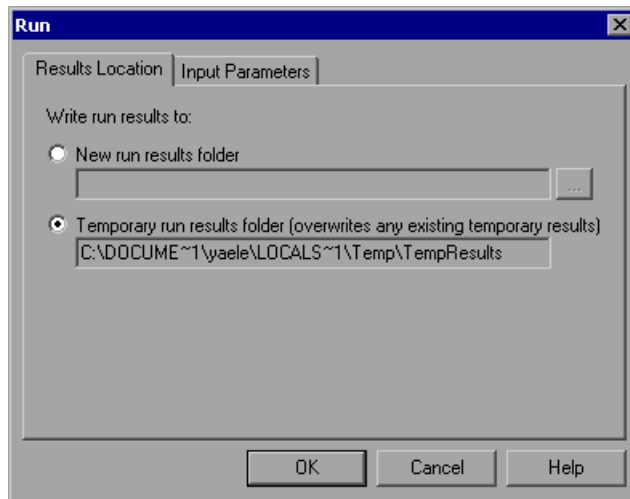 Run
Results Location Input Parameters
Write run results to:
New run results folder
...
Temporary run results folder (overwrites any existing temporary results)
C:\DOCUME~1\yaele\LOCALS~1\Temp\TempResults
OK Cancel Help